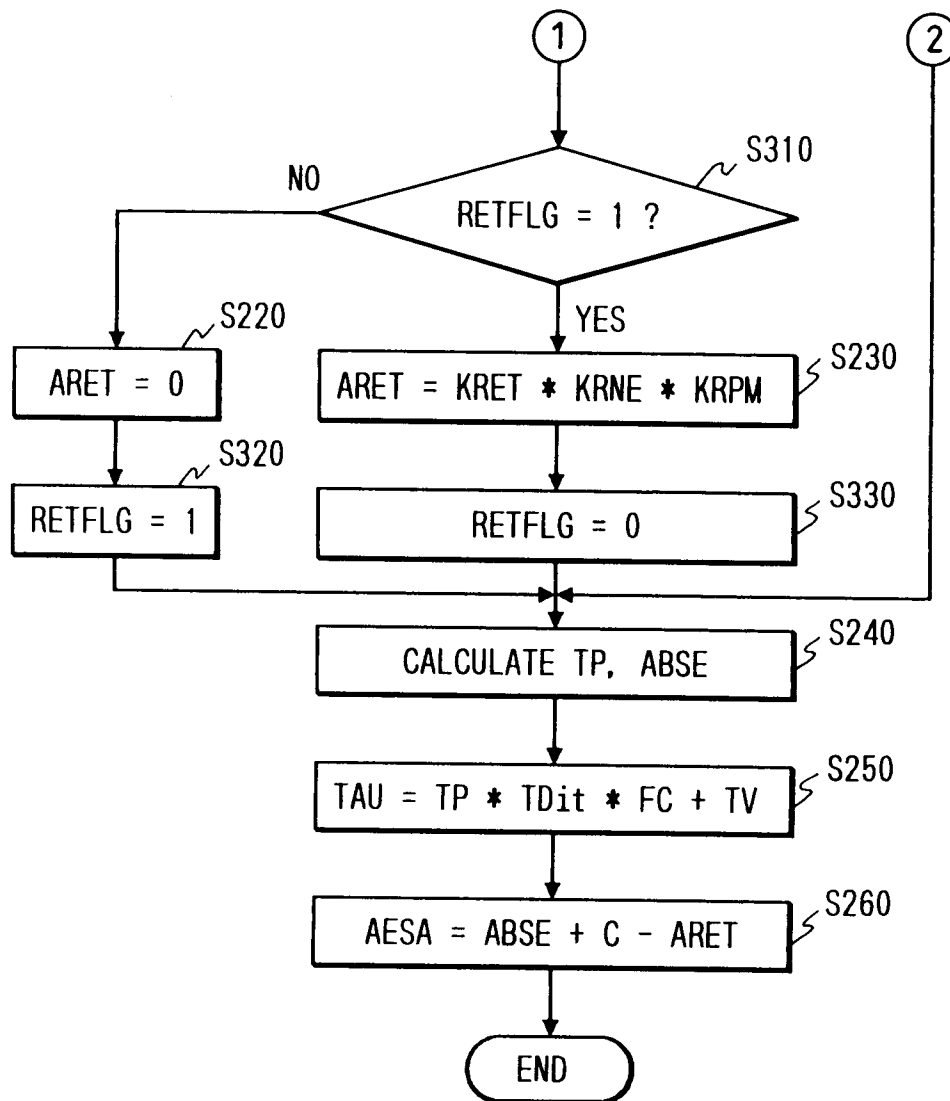 1
2
S310
NO
RETFLG = 1 ?
YES
S220
ARET = 0
S230
ARET = KRET * KRNE * KRPM
S320
RETFLG = 1
S330
RETFLG = 0
S240
CALCULATE TP, ABSE
S250
TAU = TP * TDit * FC + TV
S260
AESA = ABSE + C - ARET
END